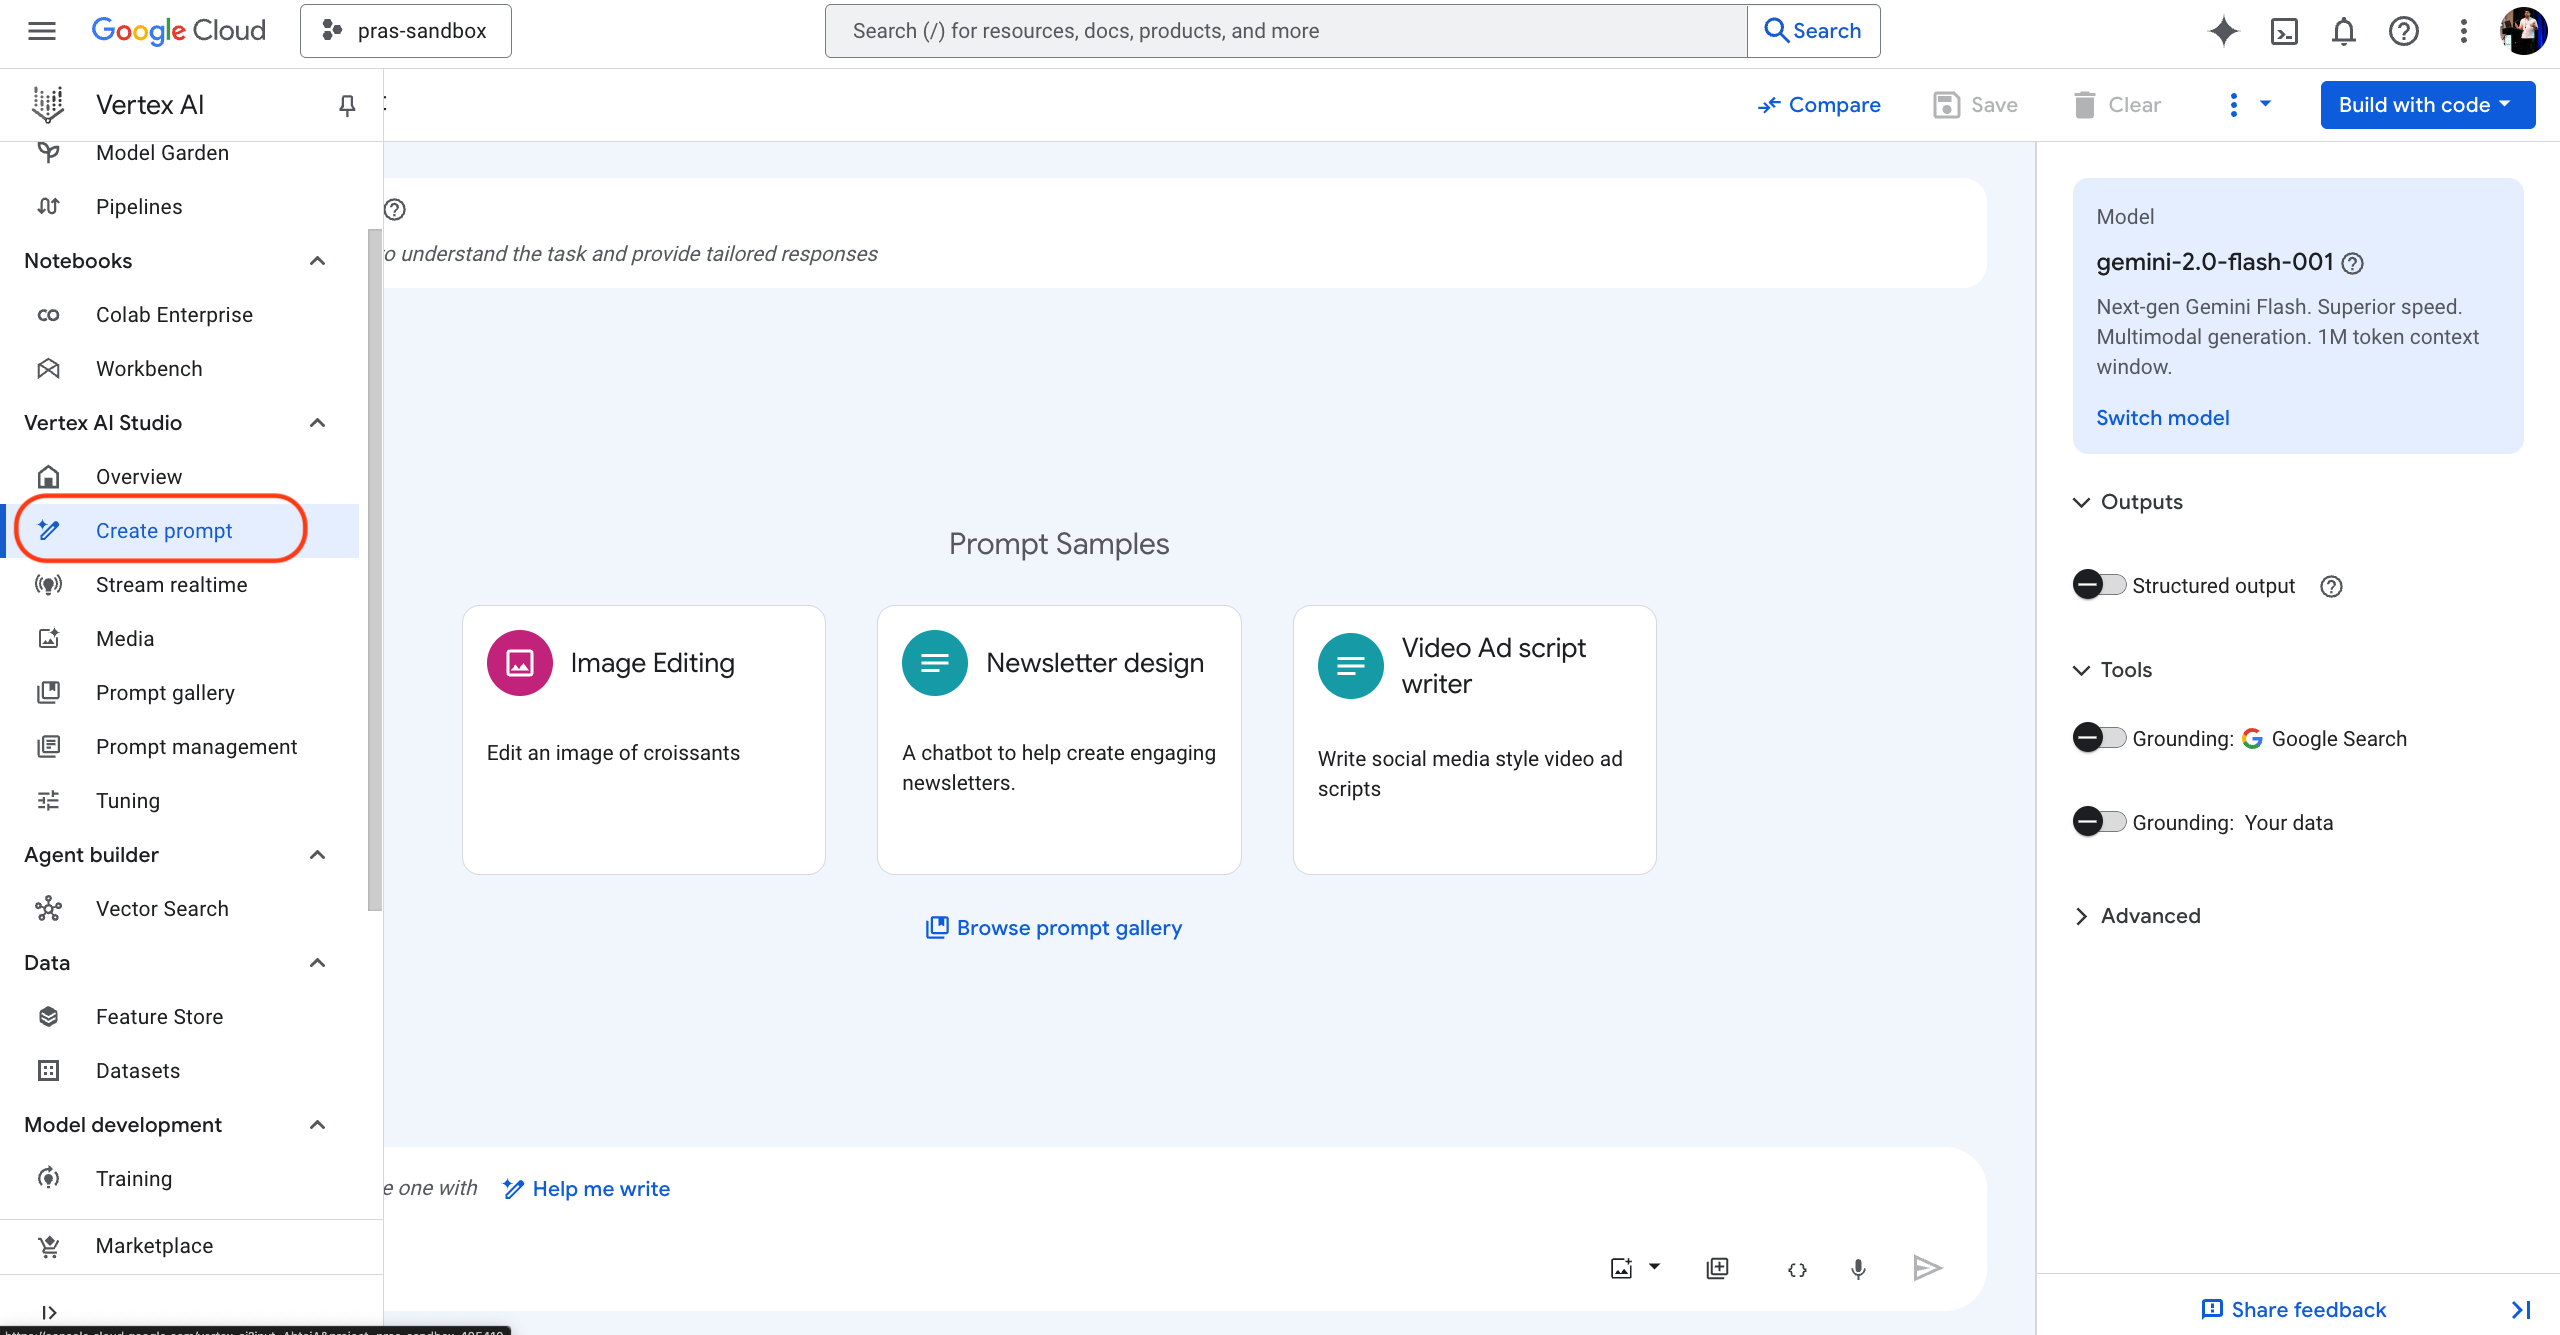 Google Cloud
pras-sandbox
Search (/) for resources, docs, products, and more
Search
Vertex AI
Compare
Save
Clear
Build with code
Model Garden
Pipelines
Notebooks
Colab Enterprise
Workbench
Vertex AI Studio
Overview
Create prompt
Stream realtime
Media
Prompt gallery
Prompt management
Tuning
Agent builder
Vector Search
Data
Feature Store
Datasets
Model development
Training
Marketplace
to understand the task and provide tailored responses
Prompt Samples
Image Editing
Edit an image of croissants
Newsletter design
A chatbot to help create engaging
newsletters.
Video Ad script
writer
Write social media style video ad
scripts
Browse prompt gallery
e one with
Help me write
Model
gemini-2.0-flash-001
Next-gen Gemini Flash. Superior speed.
Multimodal generation. 1M token context
window.
Switch model
Outputs
Structured output
Tools
Grounding: Google Search
Grounding: Your data
Advanced
Share feedback